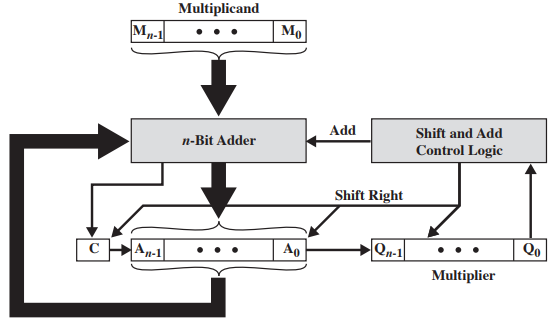 Multiplicand
Mn-1 • • • M0
Add
n-Bit Adder
Shift and Add
Control Logic
Shift Right
C An-1 • • • A0 Qn-1 • • • Q0
Multiplier